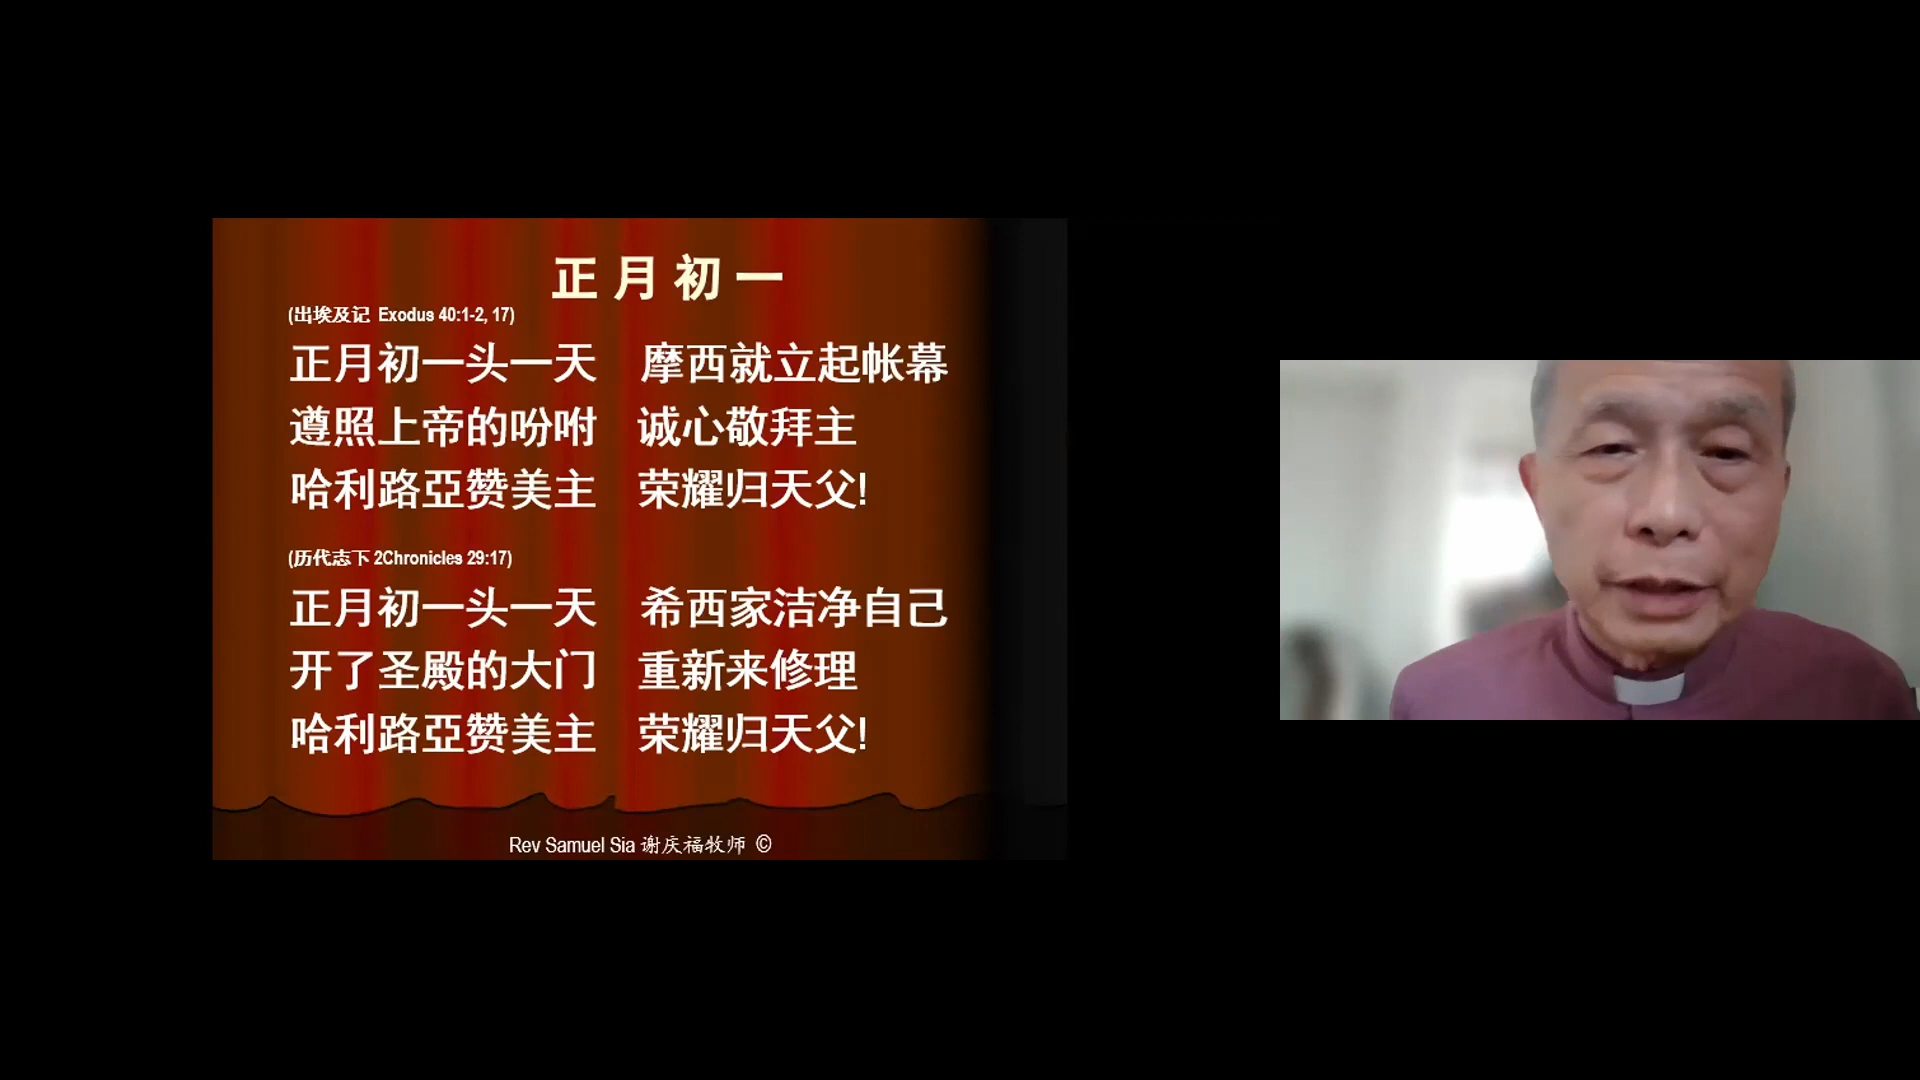 正月初一
(出埃及记 Exodus 40:1-2, 17)
正月初一头一天 摩西就立起帐幕
遵照上帝的吩咐 诚心敬拜主
哈利路亞赞美主 荣耀归天父!
(历代志下 2Chronicles 29:17)
正月初一头一天 希西家洁净自己
开了圣殿的大门 重新来修理
哈利路亞赞美主 荣耀归天父!
Rev Samuel Sia 谢庆福牧师 ©